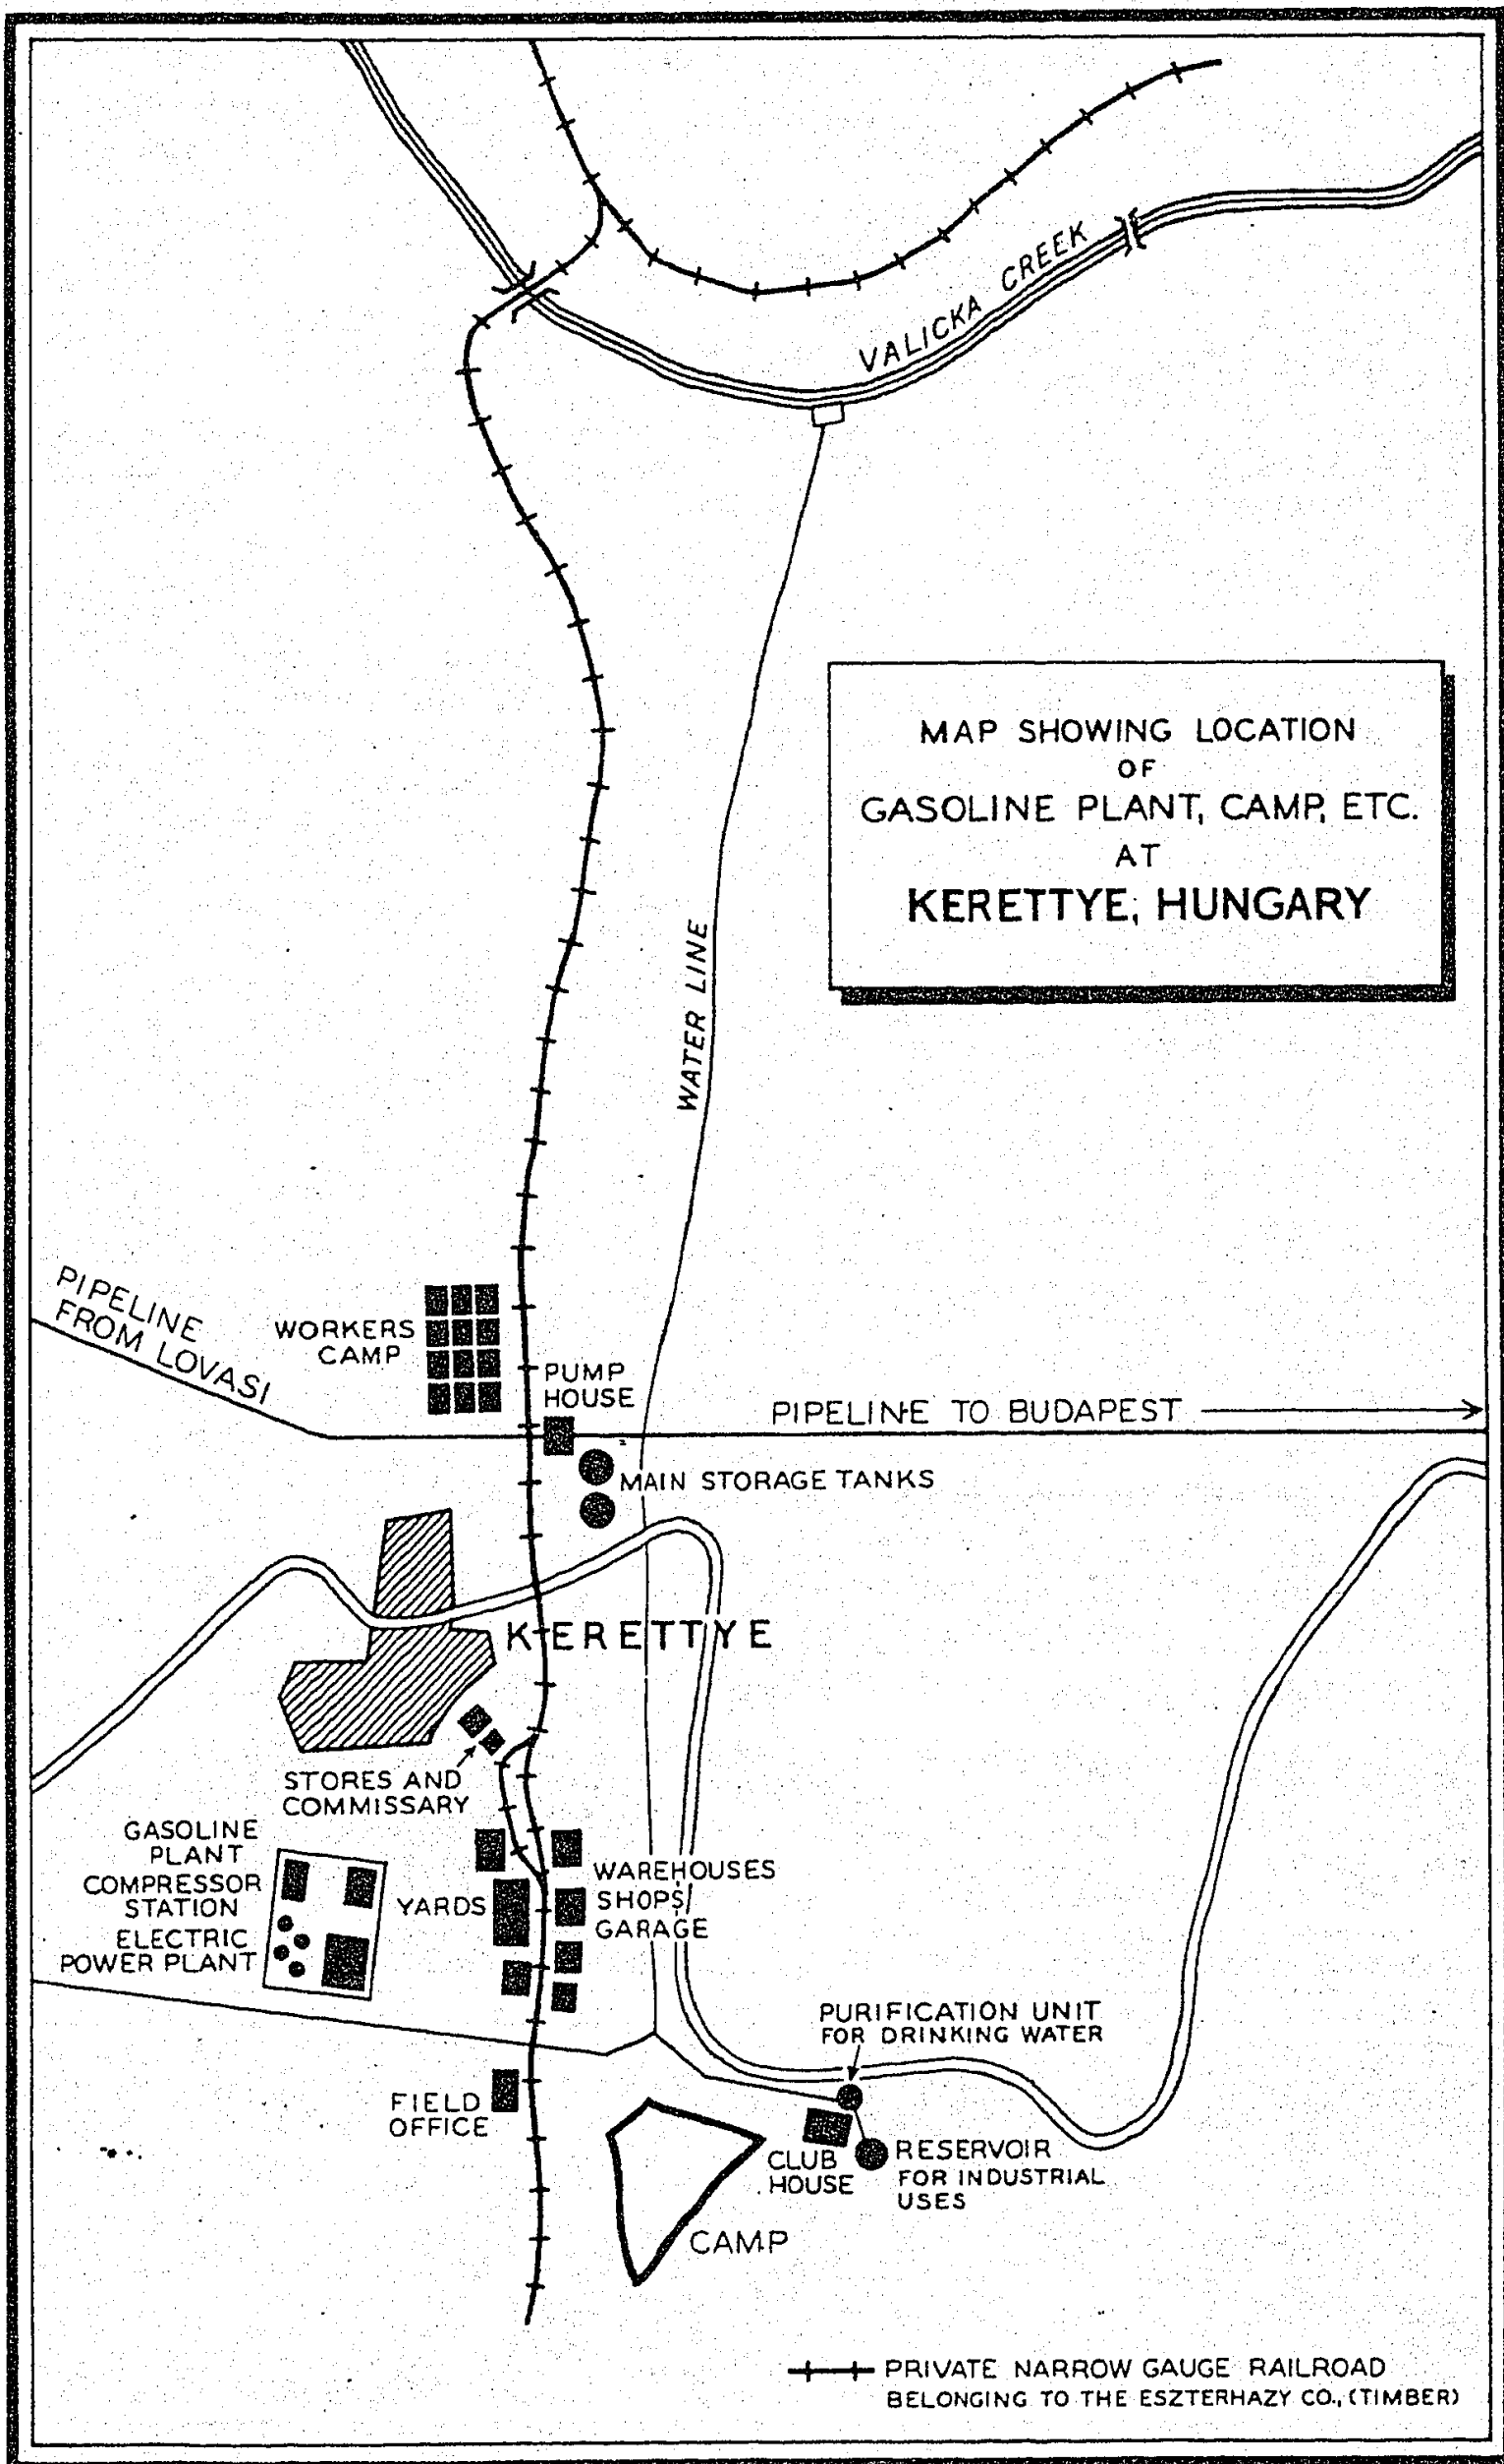 VALICKA CREEK
MAP SHOWING LOCATION
OF
GASOLINE PLANT, CAMP, ETC.
AT
KERETTYE, HUNGARY
WATER LINE
PIPELINE
FROM LOVASI
WORKERS
CAMP
PUMP
HOUSE
PIPELINE TO BUDAPEST
MAIN STORAGE TANKS
KERETTYE
STORES AND
COMMISSARY
GASOLINE
PLANT
COMPRESSOR
STATION
ELECTRIC
POWER PLANT
YARDS
WAREHOUSES
SHOPS/
GARAGE
PURIFICATION UNIT
FOR DRINKING WATER
FIELD
OFFICE
CLUB
HOUSE
RESERVOIR
FOR INDUSTRIAL
USES
CAMP
PRIVATE NARROW GAUGE RAILROAD
BELONGING TO THE ESZTERHAZY CO., (TIMBER)